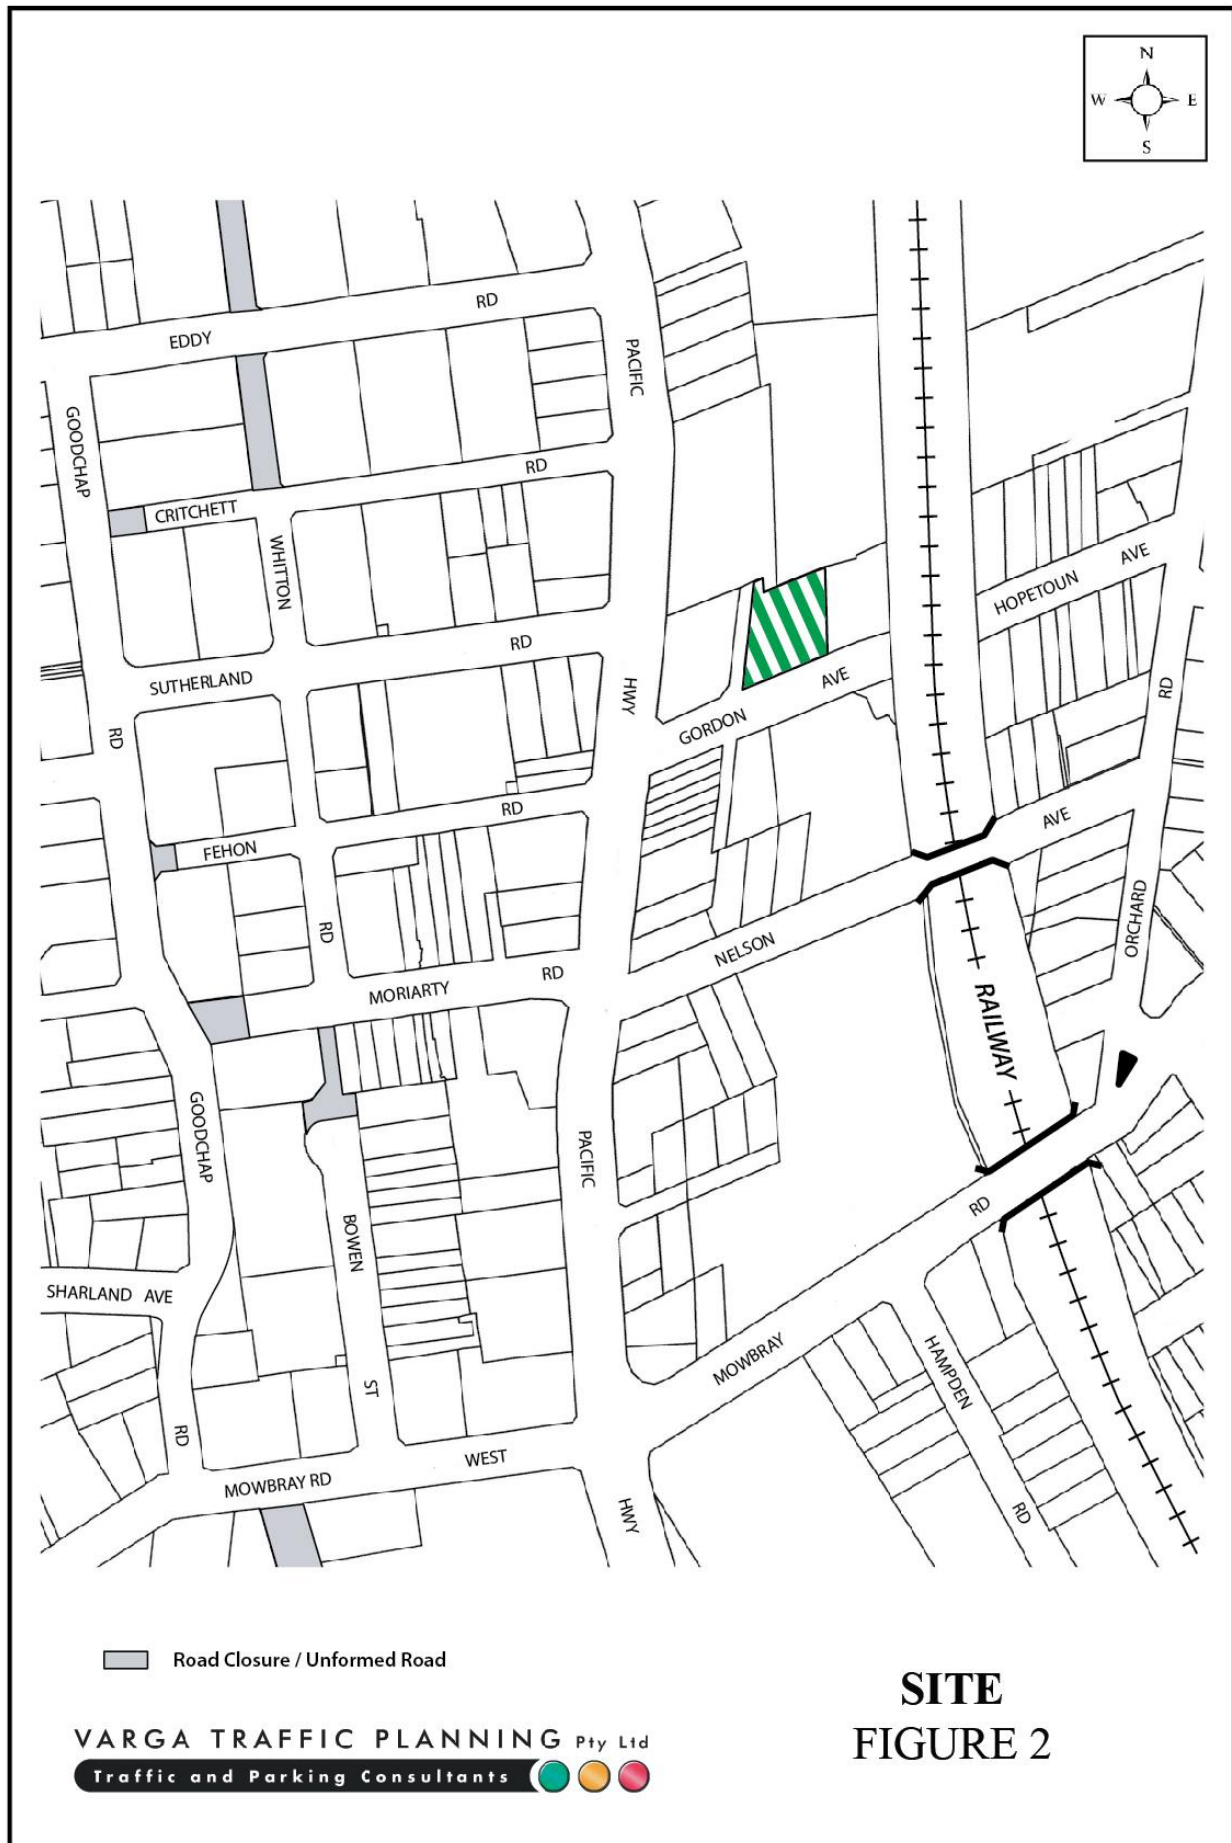 N
W E
S
EDDY RD
PACIFIC
GOODCHAP
CRITCHETT RD
WHITTON
HOPETOUN AVE
SUTHERLAND RD
HWY
GORDON AVE
RD
RD
FEHON RD
AVE
RD
ORCHARD
NELSON
MORIARTY RD
RAILWAY
GOODCHAP
PACIFIC
BOWEN
RD
SHARLAND AVE
MOWBRAY
HAMPDEN
ST
RD
MOWBRAY RD WEST
HWY
RD
Road Closure / Unformed Road
SITE
FIGURE 2
VARGA TRAFFIC PLANNING Pty Ltd
Traffic and Parking Consultants